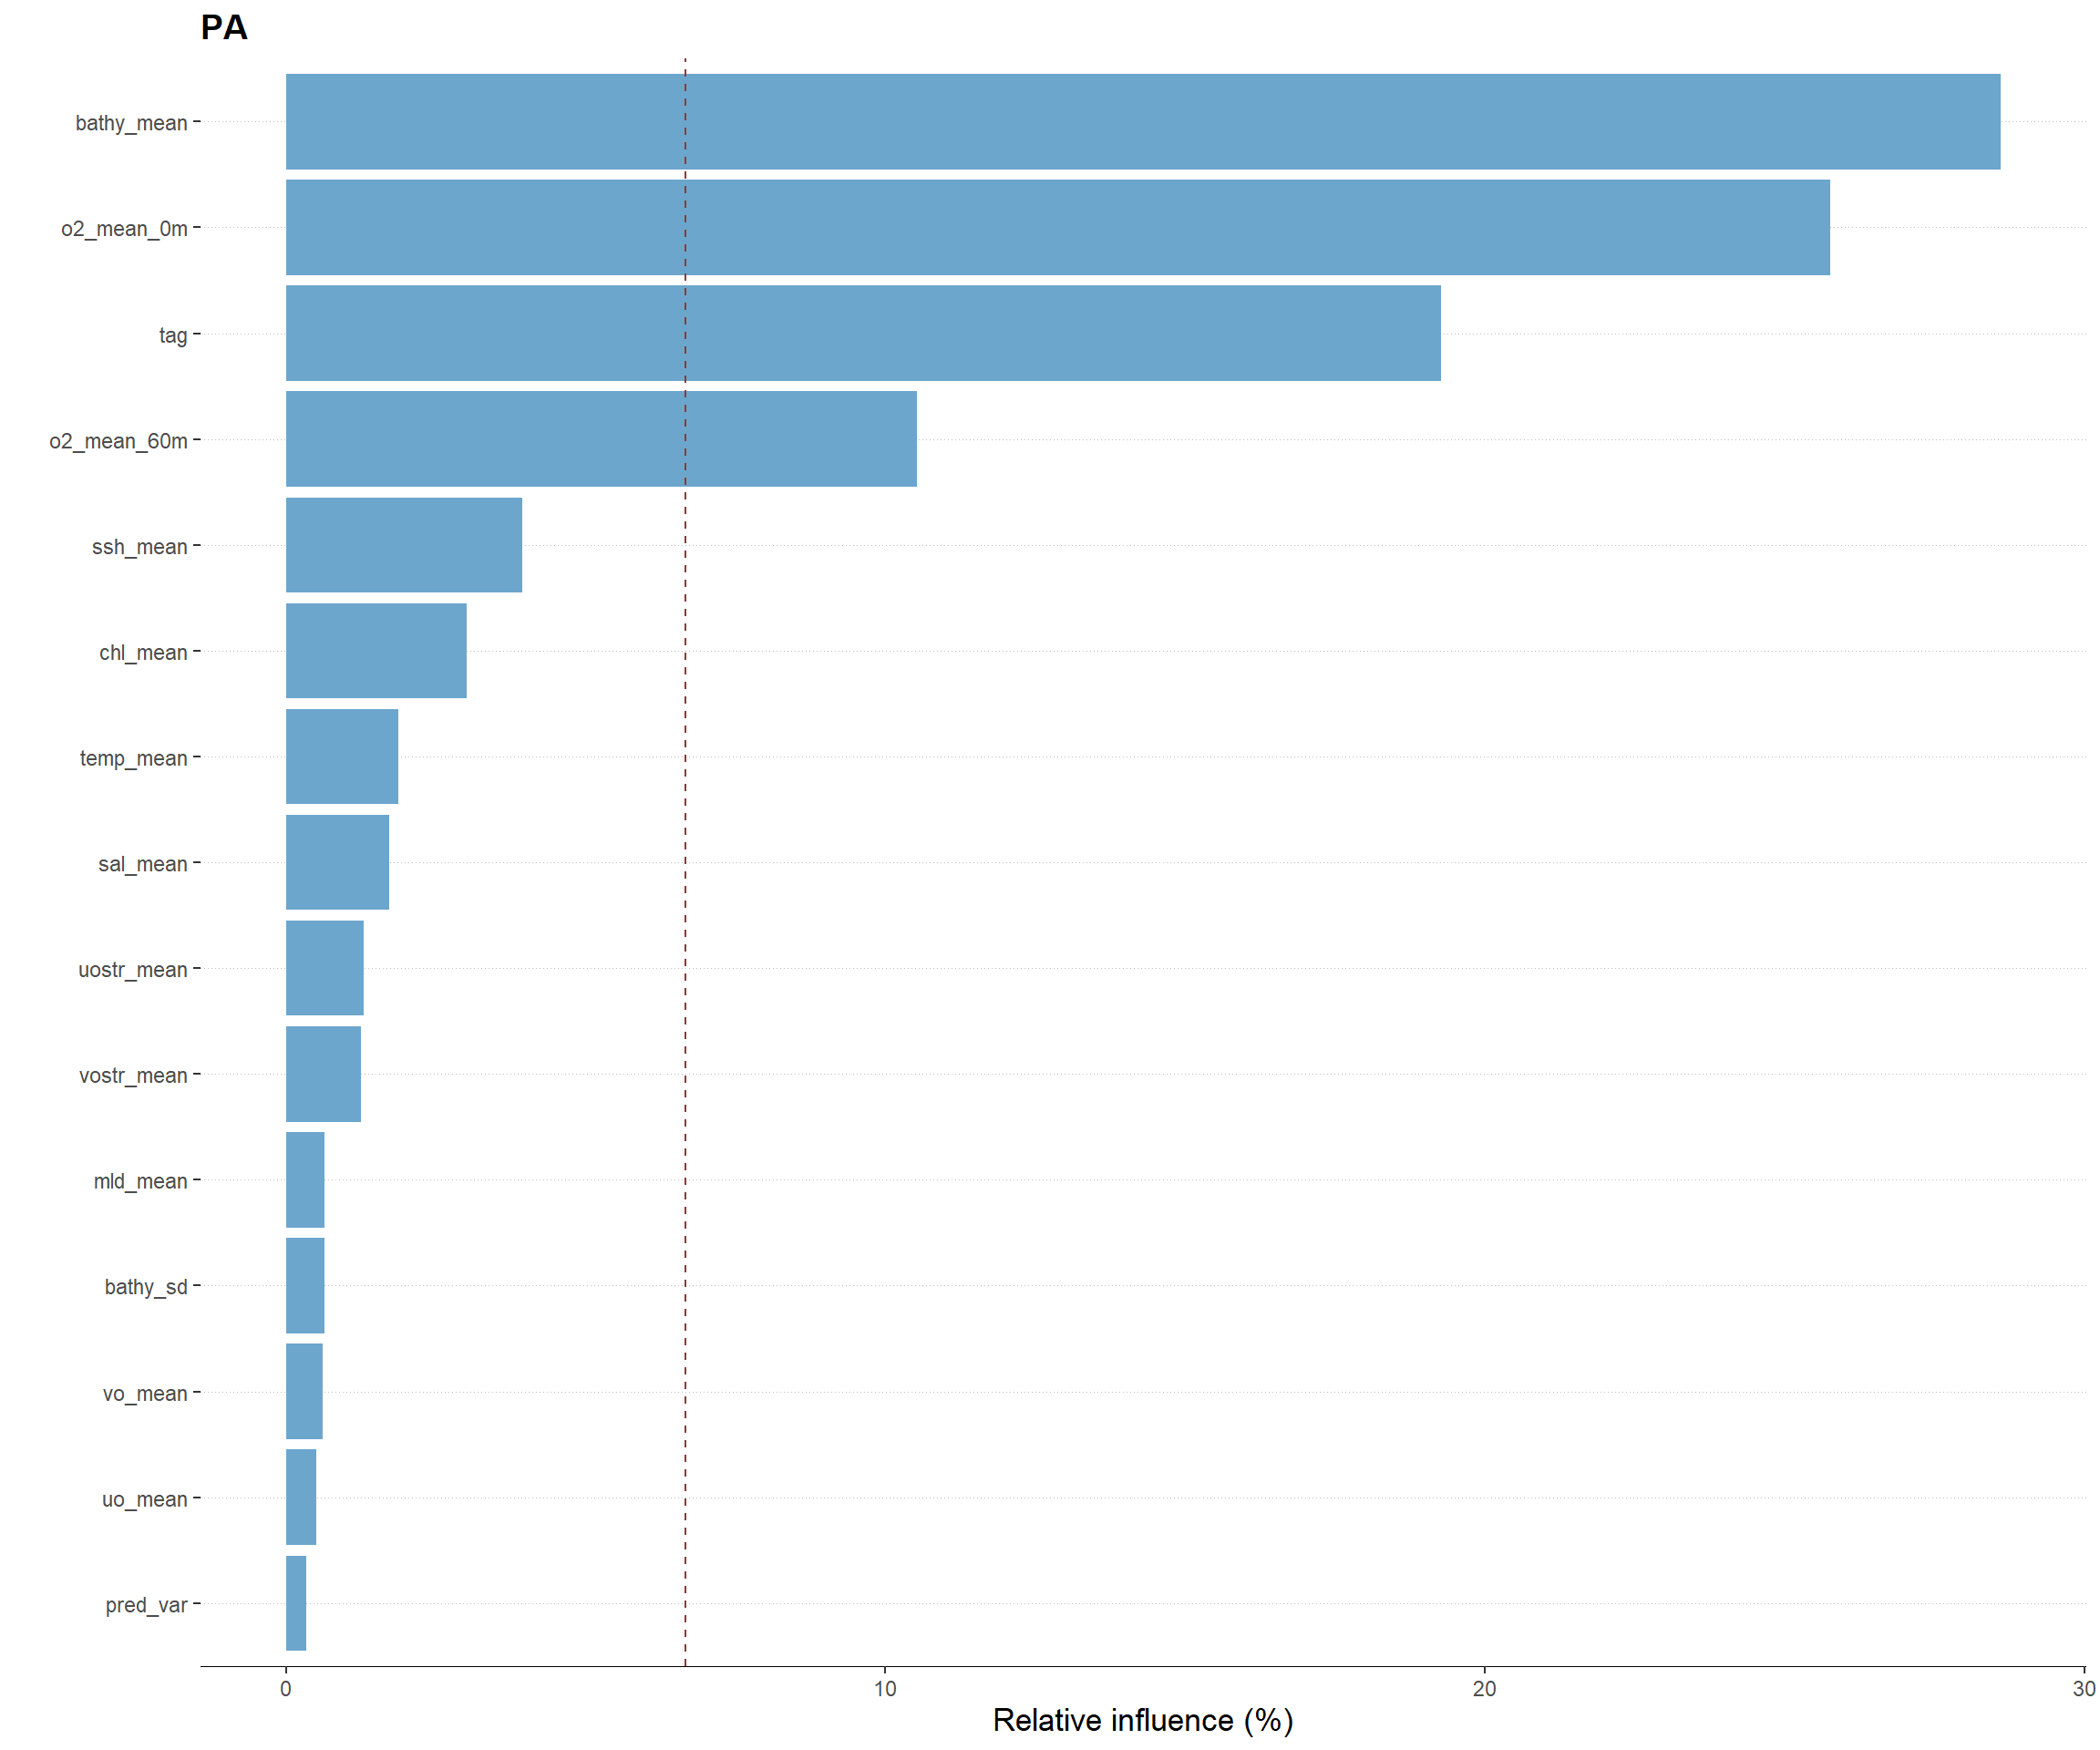 PA
bathy_mean
o2_mean_0m
tag
o2_mean_60m
ssh_mean
chl_mean
temp_mean
sal_mean
uostr_mean
vostr_mean
mld_mean
bathy_sd
vo_mean
uo_mean
pred_var
0 10 20 30
Relative influence (%)